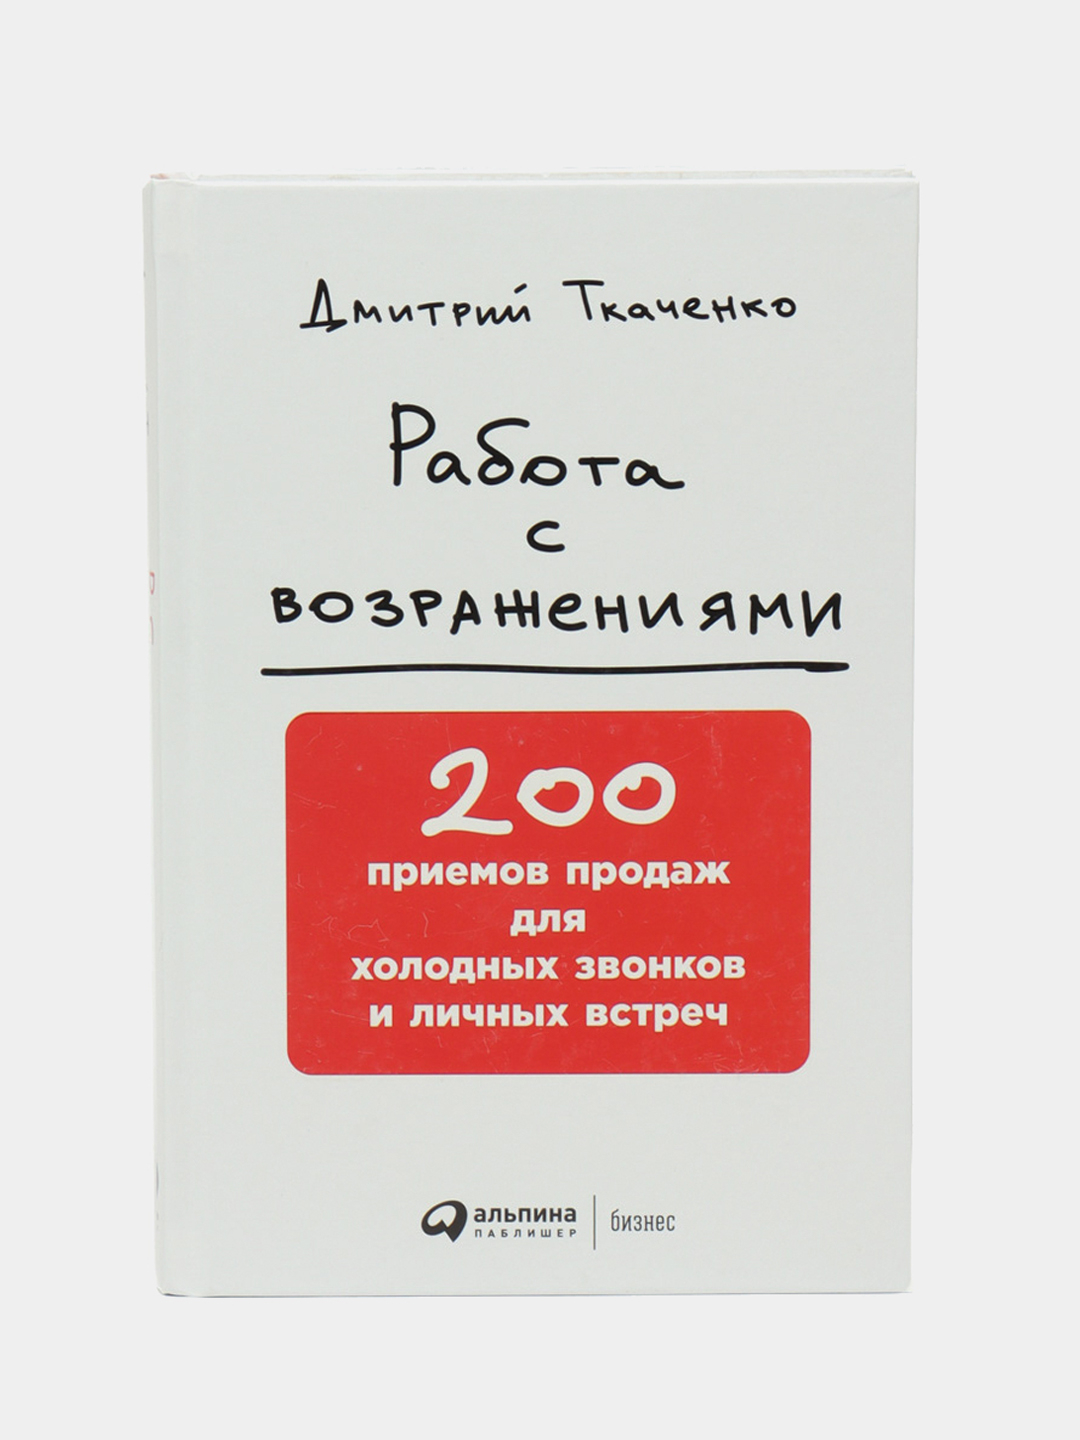 Дмитрий Ткаченко
Работа
с
возражениями
200
приемов продаж
для
холодных звонков
и личных встреч
альпина
ПАБЛИШЕР
бизнес